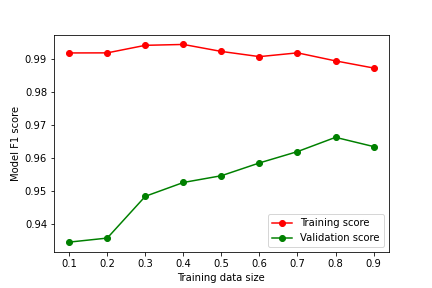 0.99
0.98
0.97
0.96
0.95
0.94
Model F1 score
0.1 0.2 0.3 0.4 0.5 0.6 0.7 0.8 0.9
Training data size
Training score
Validation score